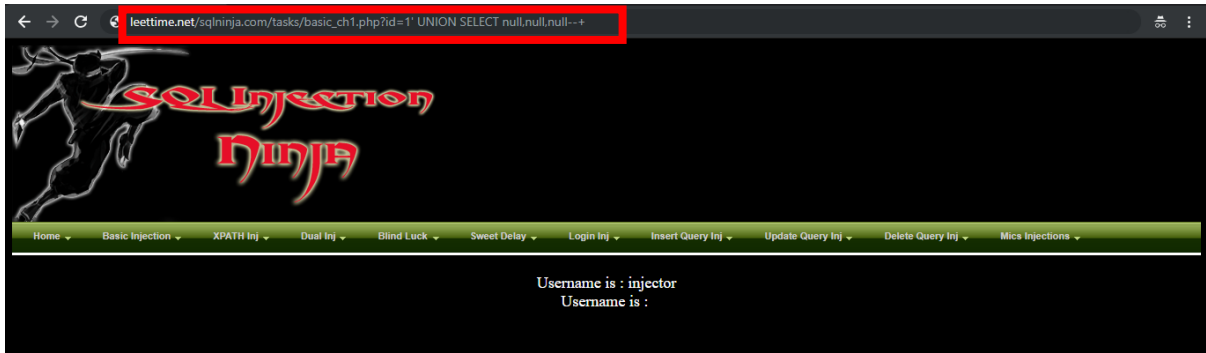 leettime.net/sqlninja.com/tasks/basic_ch1.php?id=1' UNION SELECT null,null,null--+
SQL Injection
Ninja
Home Basic Injection XPATH Inj Dual Inj Blind Luck Sweet Delay Login Inj Insert Query Inj Update Query Inj Delete Query Inj Mics Injections
Username is : injector
Username is :